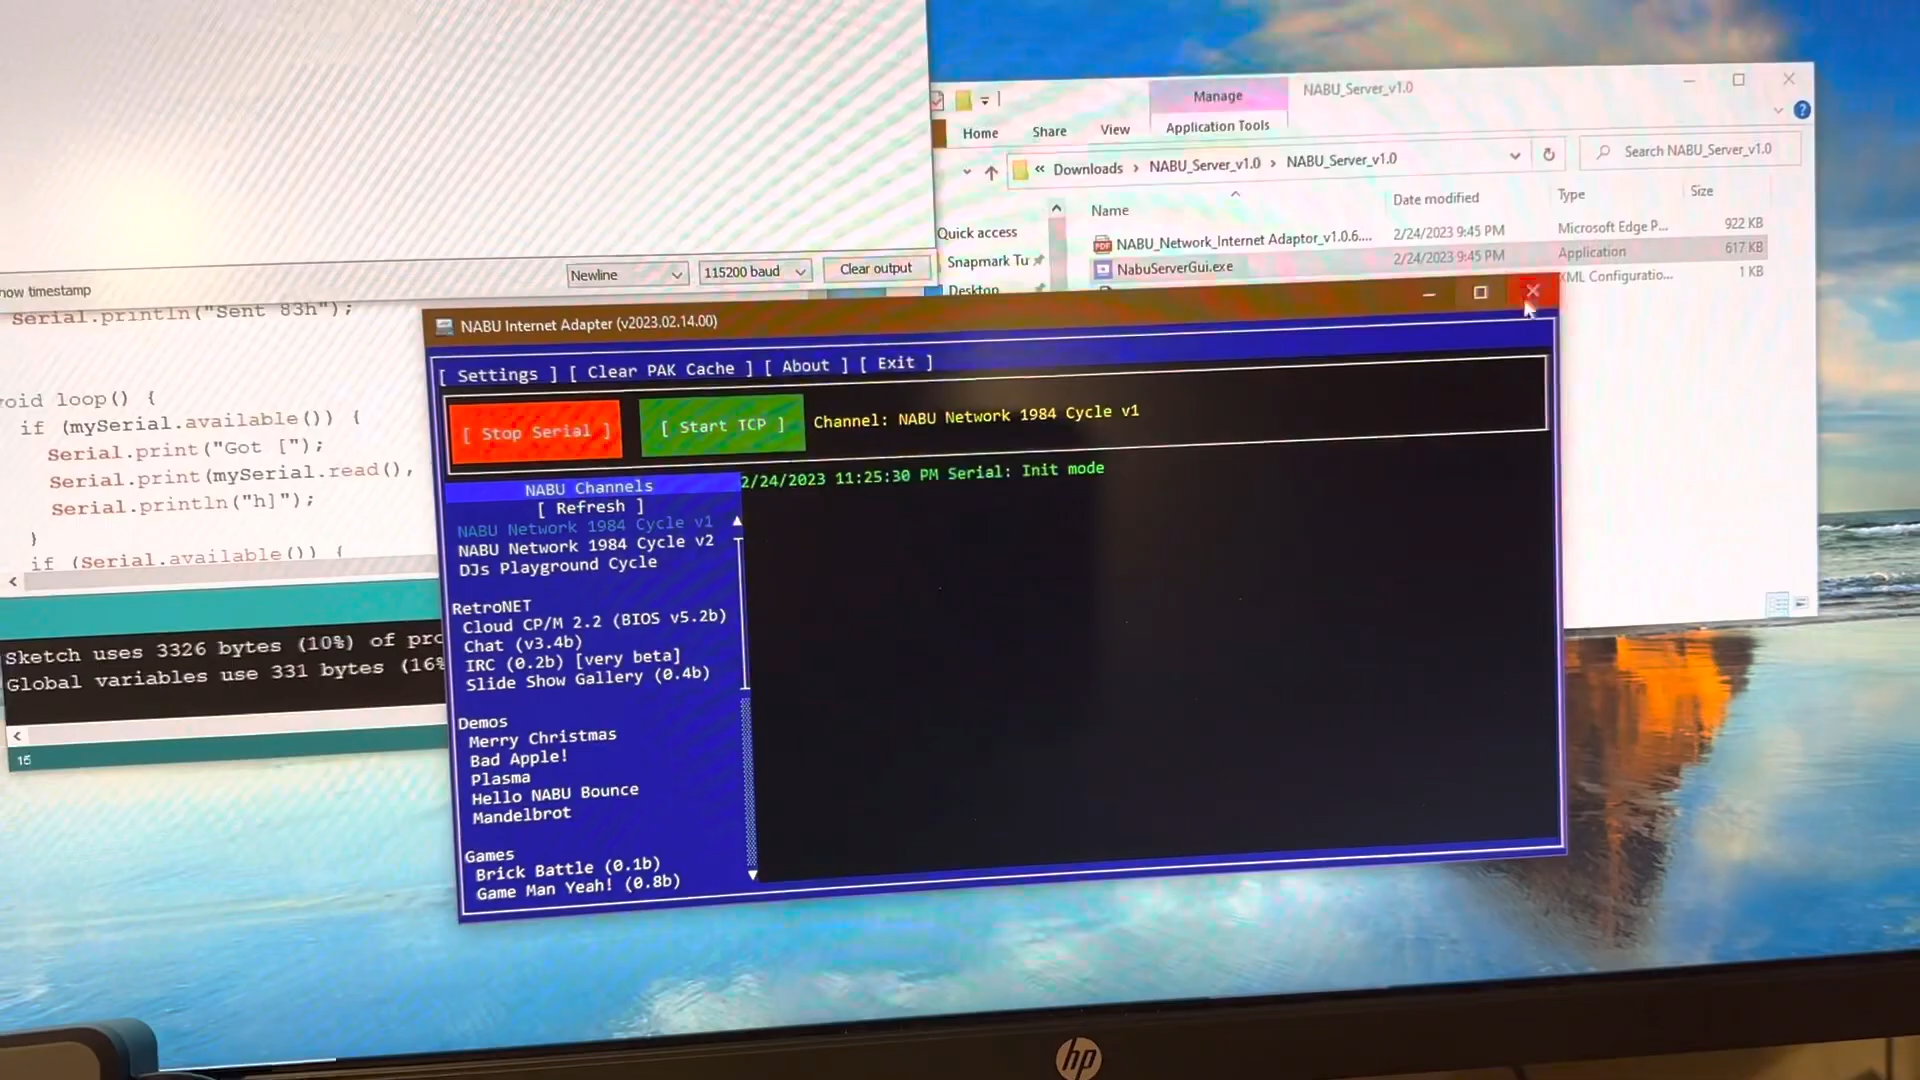 Manage
NABU_Server_v1.0
Home
Share
View
Application Tools
« Downloads › NABU_Server_v1.0 › NABU_Server_v1.0
Search NABU_Server_v1.0
Name
Date modified
Type
Size
Quick access
Snapmark Tu
Desktop
NABU_Network_Internet Adaptor_v1.0.6....
2/24/2023 9:45 PM
Microsoft Edge P...
922 KB
NabuServerGui.exe
2/24/2023 9:45 PM
Application
617 KB
XML Configuratio...
1 KB
Newline
115200 baud
Clear output
how timestamp
Serial.println("Sent 83h");
void loop() {
if (mySerial.available()) {
Serial.print("Got [");
Serial.print(mySerial.read(),
Serial.println("h]");
}
if (Serial.available()) {
Sketch uses 3326 bytes (10%) of pro
Global variables use 331 bytes (16%
15
NABU Internet Adapter (v2023.02.14.00)
[ Settings ] [ Clear PAK Cache ] [ About ] [ Exit ]
[ Stop Serial ]
[ Start TCP ]
Channel: NABU Network 1984 Cycle v1
2/24/2023 11:25:30 PM Serial: Init mode
NABU Channels
[ Refresh ]
NABU Network 1984 Cycle v1
NABU Network 1984 Cycle v2
DJs Playground Cycle
RetroNET
Cloud CP/M 2.2 (BIOS v5.2b)
Chat (v3.4b)
IRC (0.2b) [very beta]
Slide Show Gallery (0.4b)
Demos
Merry Christmas
Bad Apple!
Plasma
Hello NABU Bounce
Mandelbrot
Games
Brick Battle (0.1b)
Game Man Yeah! (0.8b)
hp